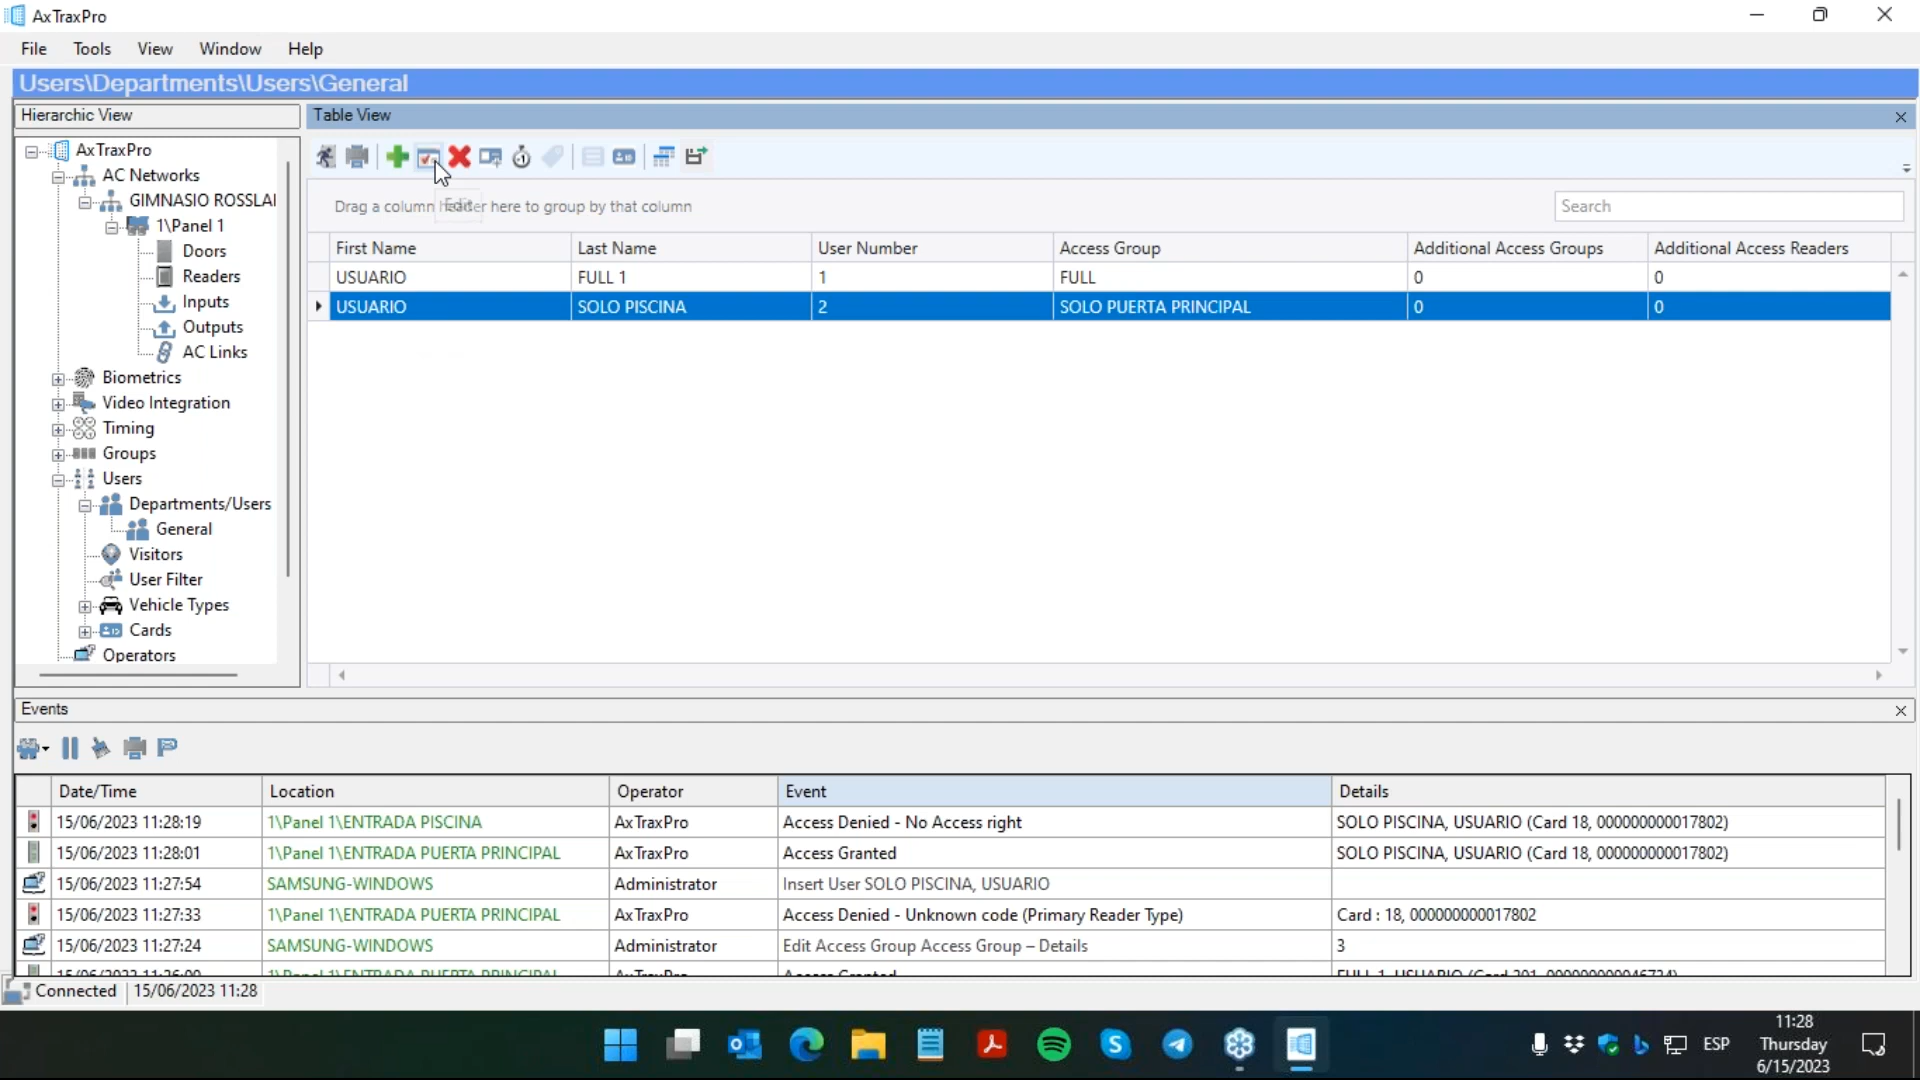 AxTraxPro
File Tools View Window Help
Users\Departments\Users\General
Hierarchic View
Table View
AxTraxPro
AC Networks
GIMNASIO ROSSLAI
1\Panel 1
Doors
Readers
Inputs
Outputs
AC Links
Biometrics
Video Integration
Timing
Groups
Users
Departments/Users
General
Visitors
User Filter
Vehicle Types
Cards
Operators
Drag a column header here to group by that column
Edit
Search
First Name Last Name User Number Access Group Additional Access Groups Additional Access Readers
USUARIO FULL 1 1 FULL 0 0
USUARIO SOLO PISCINA 2 SOLO PUERTA PRINCIPAL 0 0
Events
Date/Time Location Operator Event Details
15/06/2023 11:28:19 1\Panel 1\ENTRADA PISCINA AxTraxPro Access Denied - No Access right SOLO PISCINA, USUARIO (Card 18, 000000000017802)
15/06/2023 11:28:01 1\Panel 1\ENTRADA PUERTA PRINCIPAL AxTraxPro Access Granted SOLO PISCINA, USUARIO (Card 18, 000000000017802)
15/06/2023 11:27:54 SAMSUNG-WINDOWS Administrator Insert User SOLO PISCINA, USUARIO
15/06/2023 11:27:33 1\Panel 1\ENTRADA PUERTA PRINCIPAL AxTraxPro Access Denied - Unknown code (Primary Reader Type) Card : 18, 000000000017802
15/06/2023 11:27:24 SAMSUNG-WINDOWS Administrator Edit Access Group Access Group – Details 3
Connected 15/06/2023 11:28
ESP
11:28
Thursday
6/15/2023